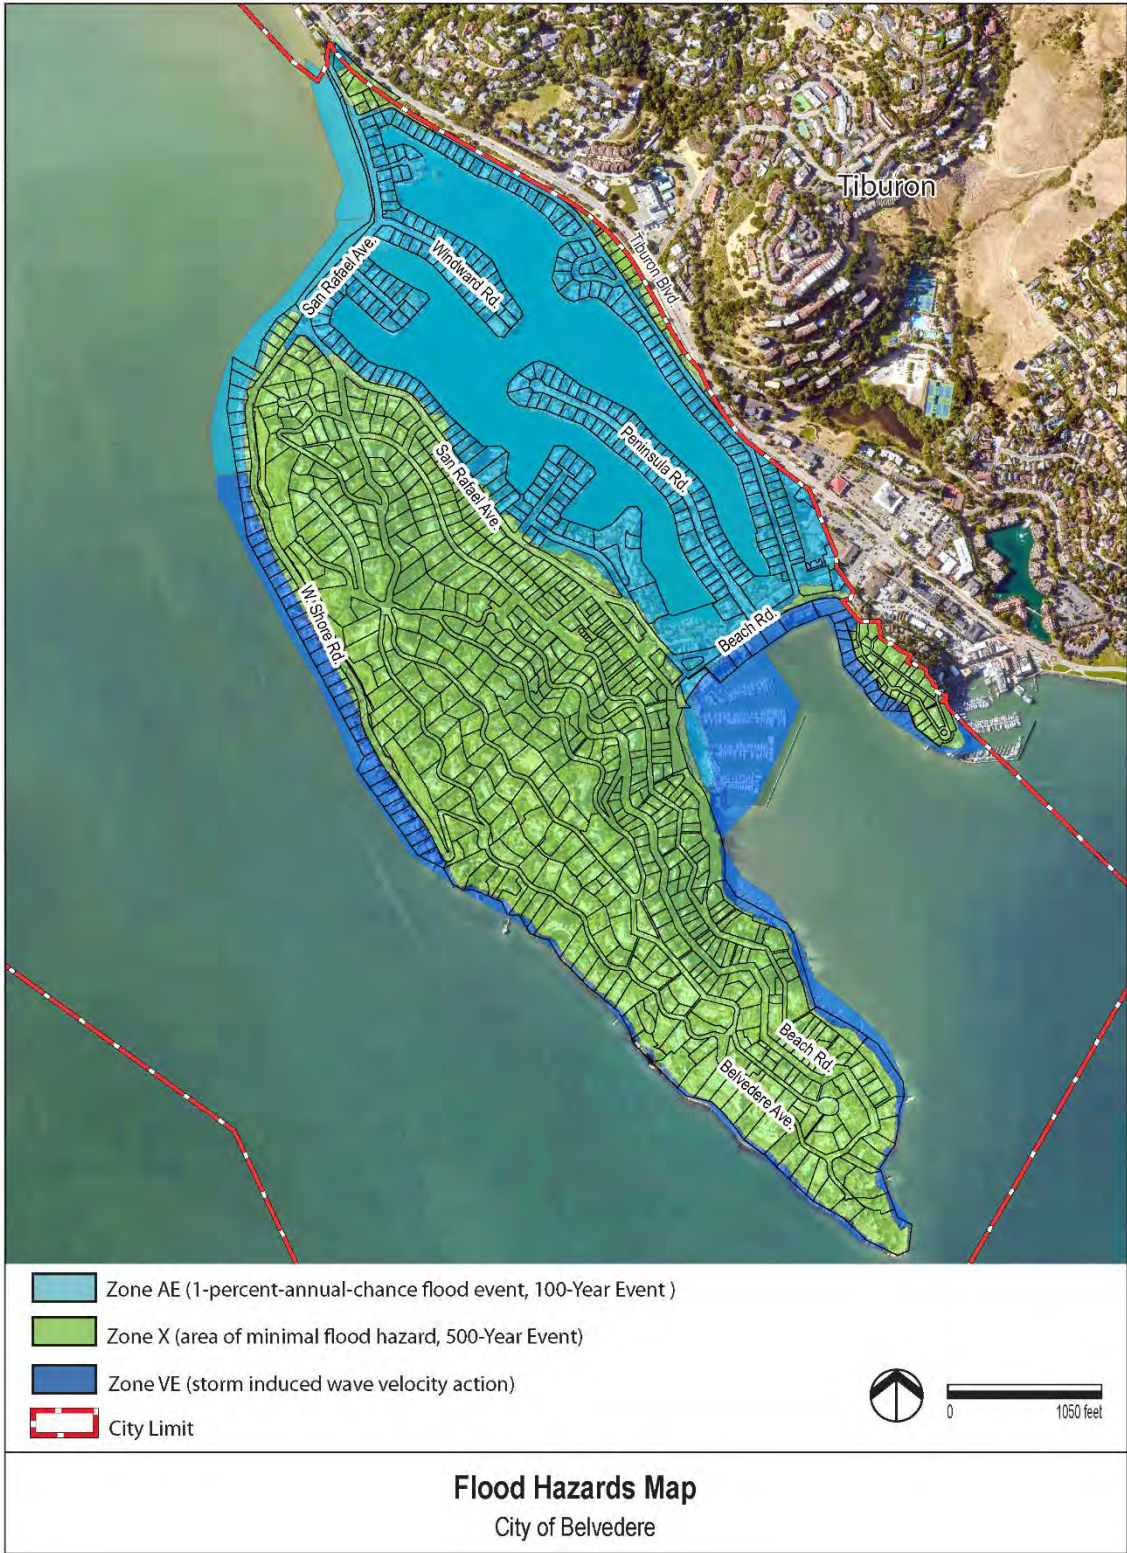 Tiburon
Tiburon Blvd
San Rafael Ave.
Windward Rd.
Peninsula Rd.
San Rafael Ave.
W. Shore Rd.
Beach Rd.
Beach Rd.
Belvedere Ave.
Zone AE (1-percent-annual-chance flood event, 100-Year Event )
Zone X (area of minimal flood hazard, 500-Year Event)
Zone VE (storm induced wave velocity action)
City Limit
0 1050 feet
Flood Hazards Map
City of Belvedere